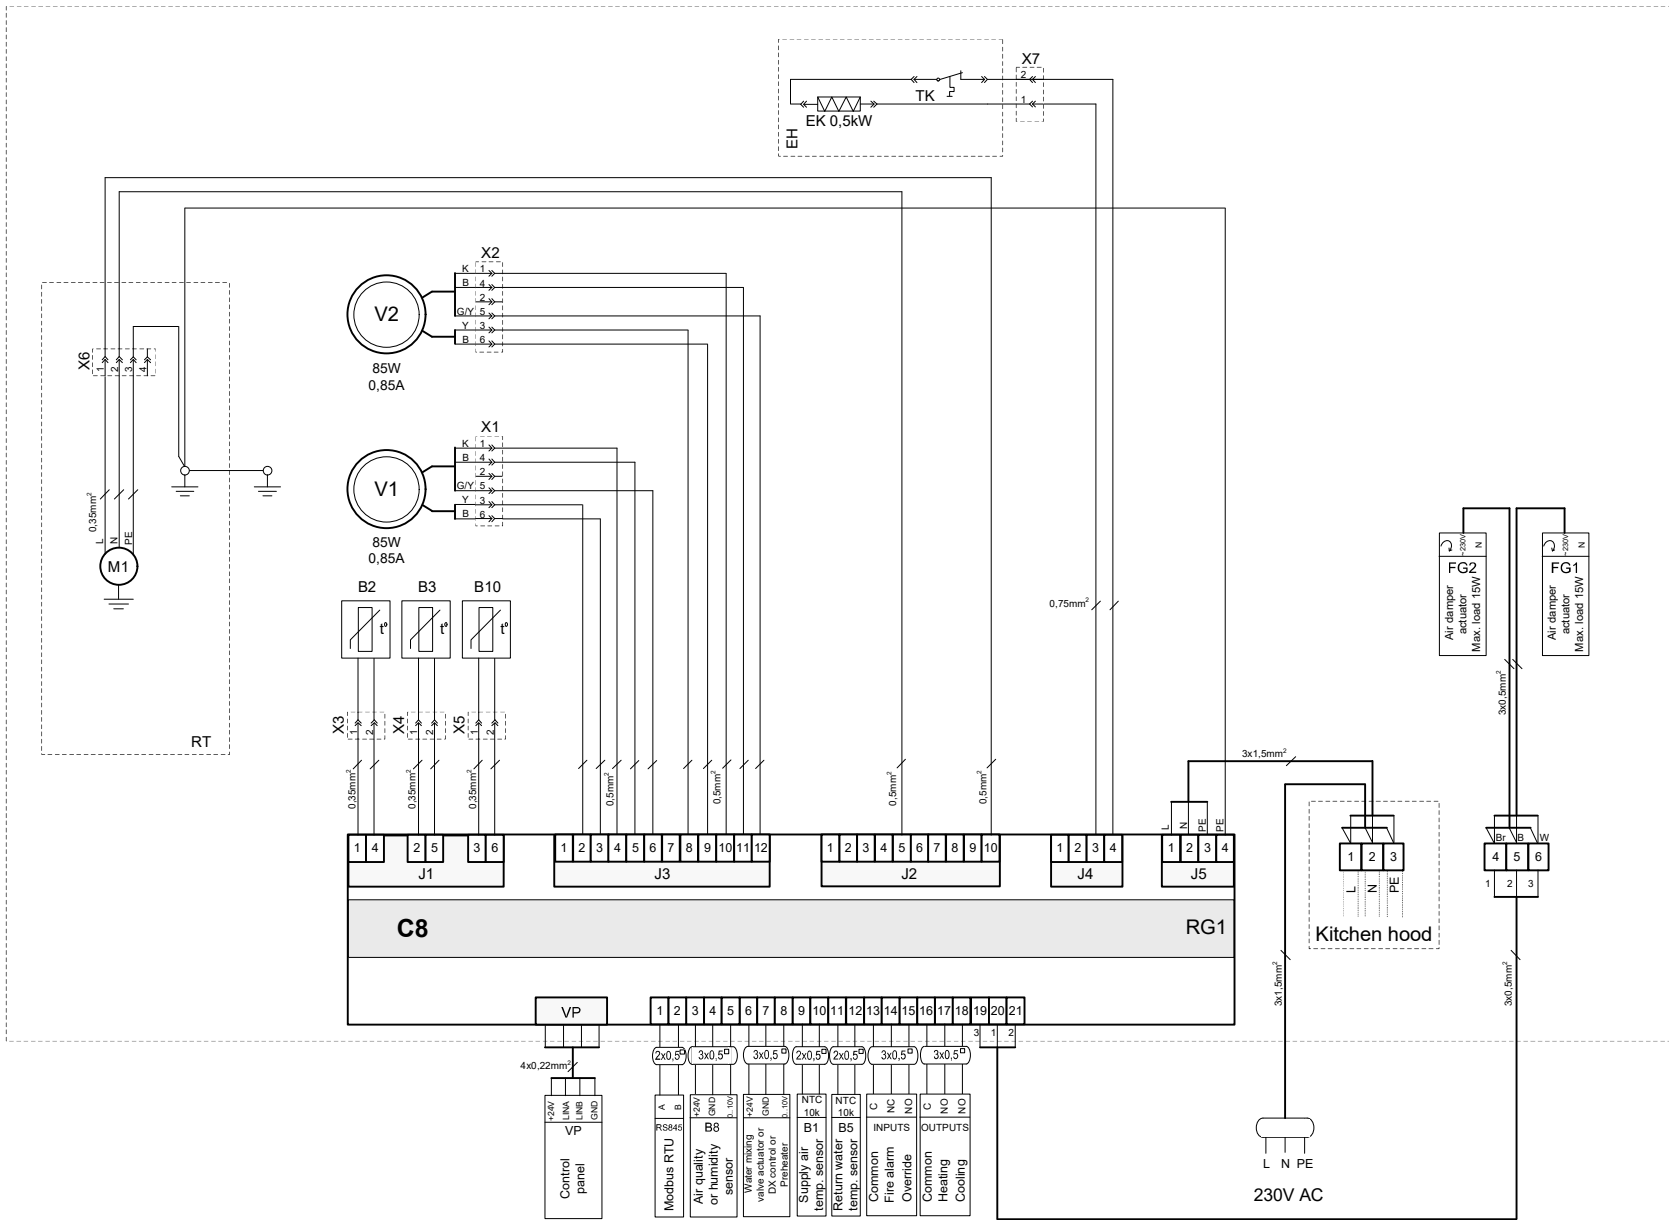 X7
2
1
TK
EK 0,5kW
EH
X2
K 1
B 4
2
G/Y 5
Y 3
B 6
V2
85W
0,85A
X6
1 2 3 4
X1
K 1
B 4
2
G/Y 5
Y 3
B 6
V1
85W
0,85A
0,35mm²
L N PE
M1
RT
B2 B3 B10
t° t° t°
X3 1 2
X4 1 2
X5 1 2
0,35mm² 0,35mm² 0,35mm²
0,5mm² 0,5mm² 0,5mm² 0,5mm²
0,75mm²
~230V N
FG2
Air damper
actuator
Max. load 15W
~230V N
FG1
Air damper
actuator
Max. load 15W
3x0,5mm²
3x1,5mm²
L N PE PE
1 4 2 5 3 6
J1
1 2 3 4 5 6 7 8 9 10 11 12
J3
1 2 3 4 5 6 7 8 9 10
J2
1 2 3 4
J4
1 2 3 4
J5
1 2 3
L N PE
Kitchen hood
Br B W
4 5 6
1 2 3
C8
RG1
3x1,5mm²
3x0,5mm²
VP
1 2 3 4 5 6 7 8 9 10 11 12 13 14 15 16 17 18 19 20 21
3 1 2
4x0,22mm²
2x0,5 3x0,5 3x0,5 2x0,5 2x0,5 3x0,5 3x0,5
+24V LINA LINB GND
VP
Control
panel
A B
RS845
Modbus RTU
+24V GND 0..10V
B8
Air quality
or humidity
sensor
+24V GND 0..10V
Water mixing
valve actuator or
DX control or
Preheater
NTC
10k
B1
Supply air
temp. sensor
NTC
10k
B5
Return water
temp. sensor
C NC NO
INPUTS
Common
Fire alarm
Override
C NO NO
OUTPUTS
Common
Heating
Cooling
L N PE
230V AC